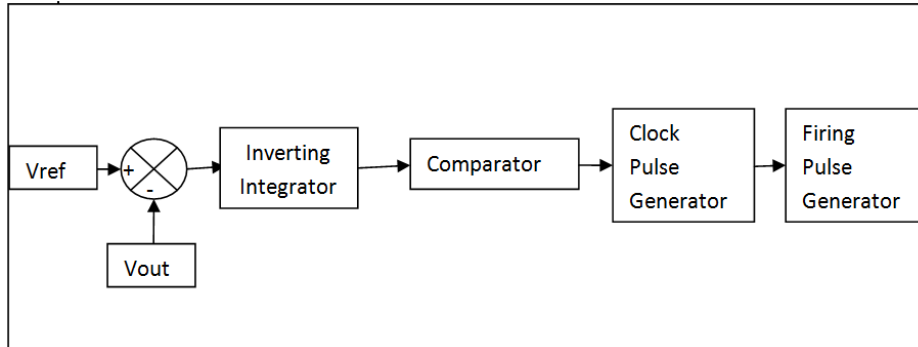 Vref
+
-
Vout
Inverting
Integrator
Comparator
Clock
Pulse
Generator
Firing
Pulse
Generator